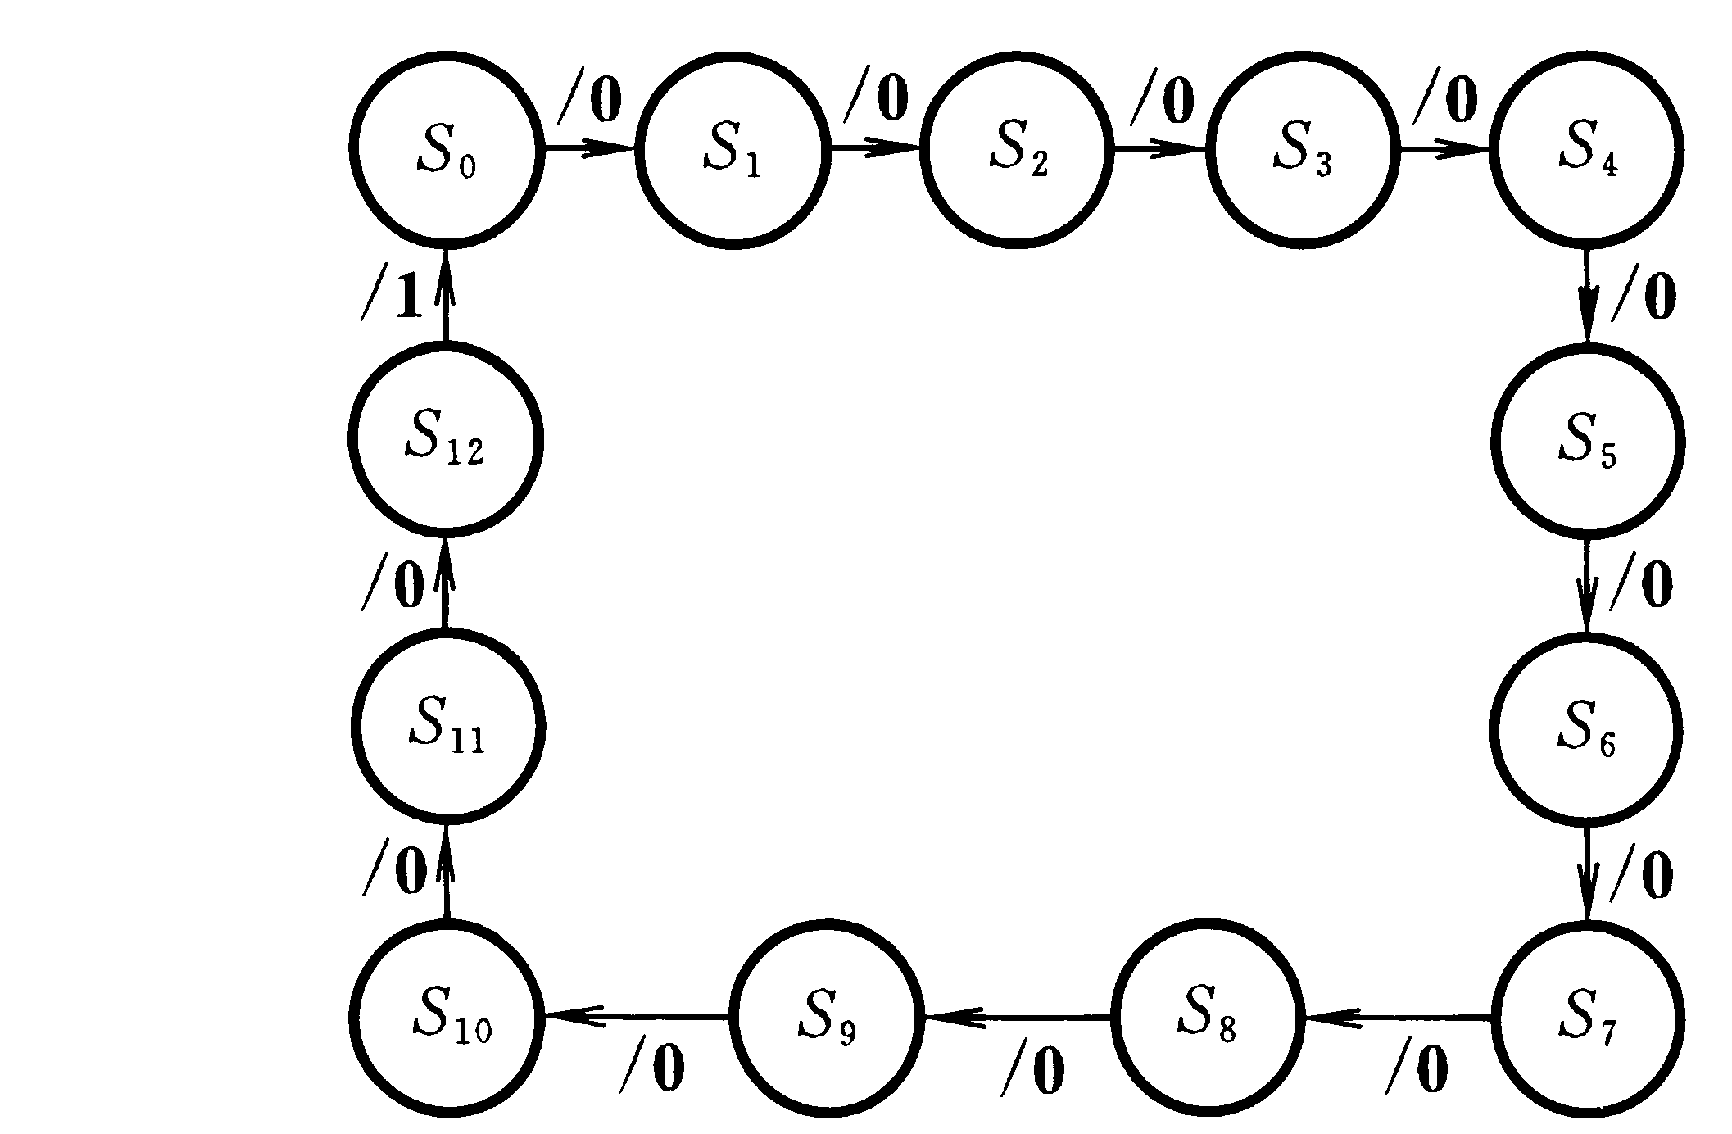 /0 /0 /0 /0
S₀ S₁ S₂ S₃ S₄
/1 /0
S₁₂ S₅
/0 /0
S₁₁ S₆
/0 /0
S₁₀ S₉ S₈ S₇
/0 /0 /0